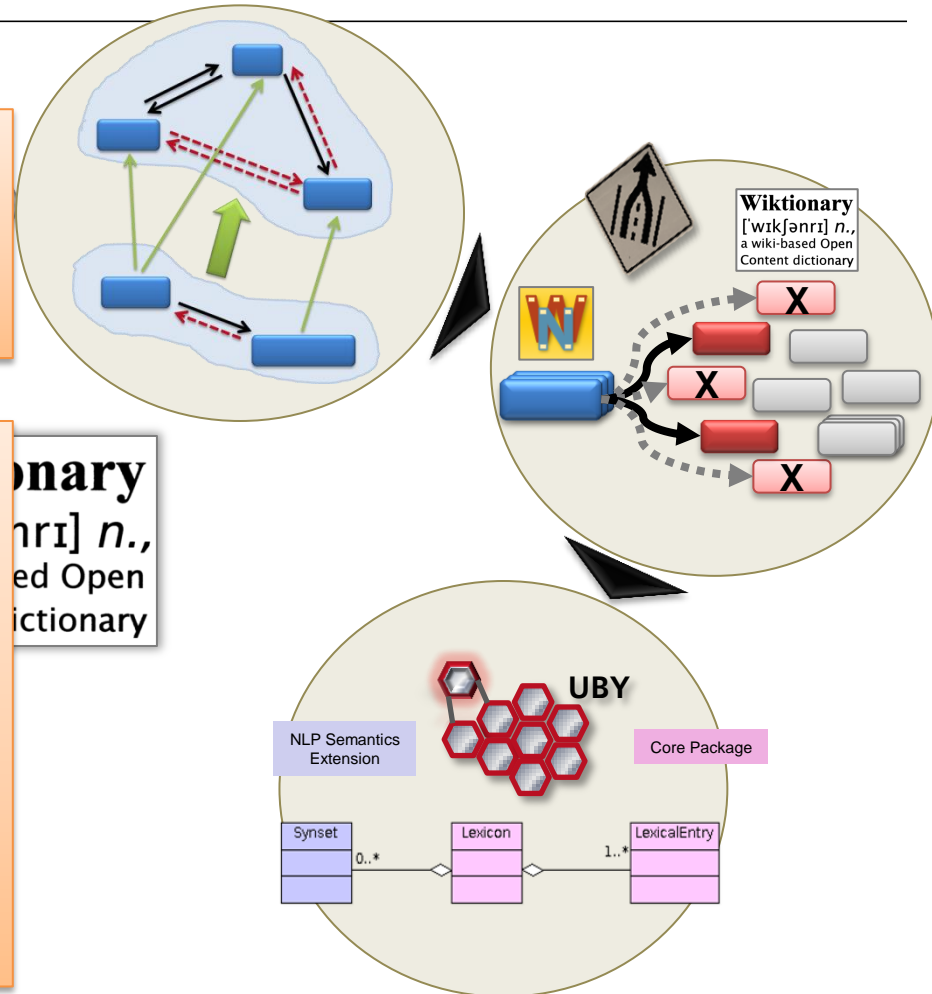 Wiktionary
[ˈwɪkʃənrɪ] n.,
a wiki-based Open
Content dictionary
W
N
X
X
X
onary
nrɪ] n.,
ed Open
ictionary
UBY
NLP Semantics
Extension
Core Package
Synset
Lexicon
LexicalEntry
0..*
1..*